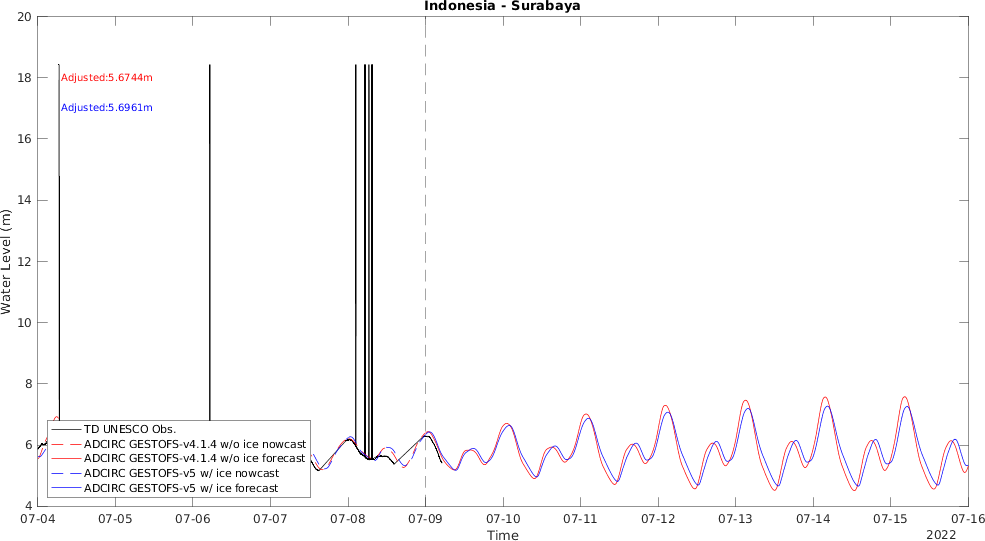 Indonesia - Surabaya
20
18
16
14
12
10
8
6
4
Water Level (m)
Adjusted:5.6744m
Adjusted:5.6961m
TD UNESCO Obs.
ADCIRC GESTOFS-v4.1.4 w/o ice nowcast
ADCIRC GESTOFS-v4.1.4 w/o ice forecast
ADCIRC GESTOFS-v5 w/ ice nowcast
ADCIRC GESTOFS-v5 w/ ice forecast
07-04 07-05 07-06 07-07 07-08 07-09 07-10 07-11 07-12 07-13 07-14 07-15 07-16
Time
2022